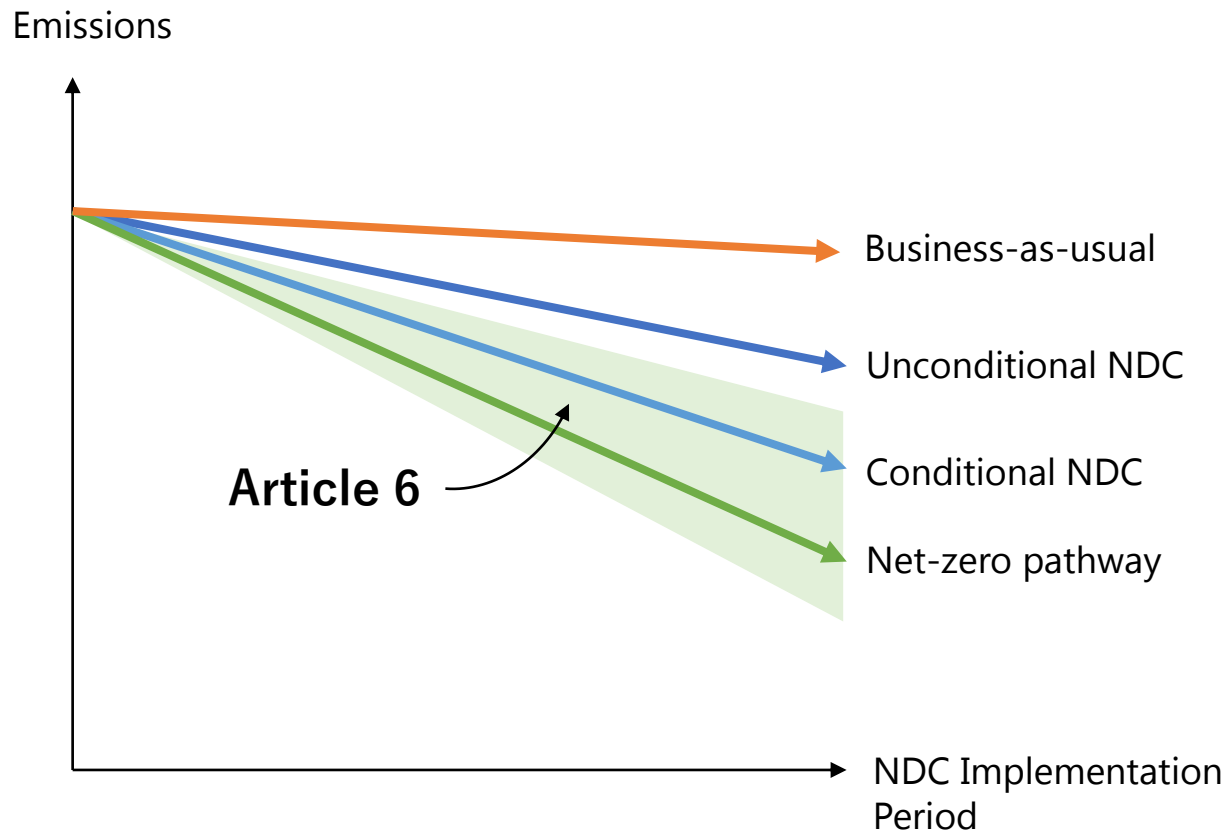 Emissions
Business-as-usual
Unconditional NDC
Conditional NDC
Article 6
Net-zero pathway
NDC Implementation
Period